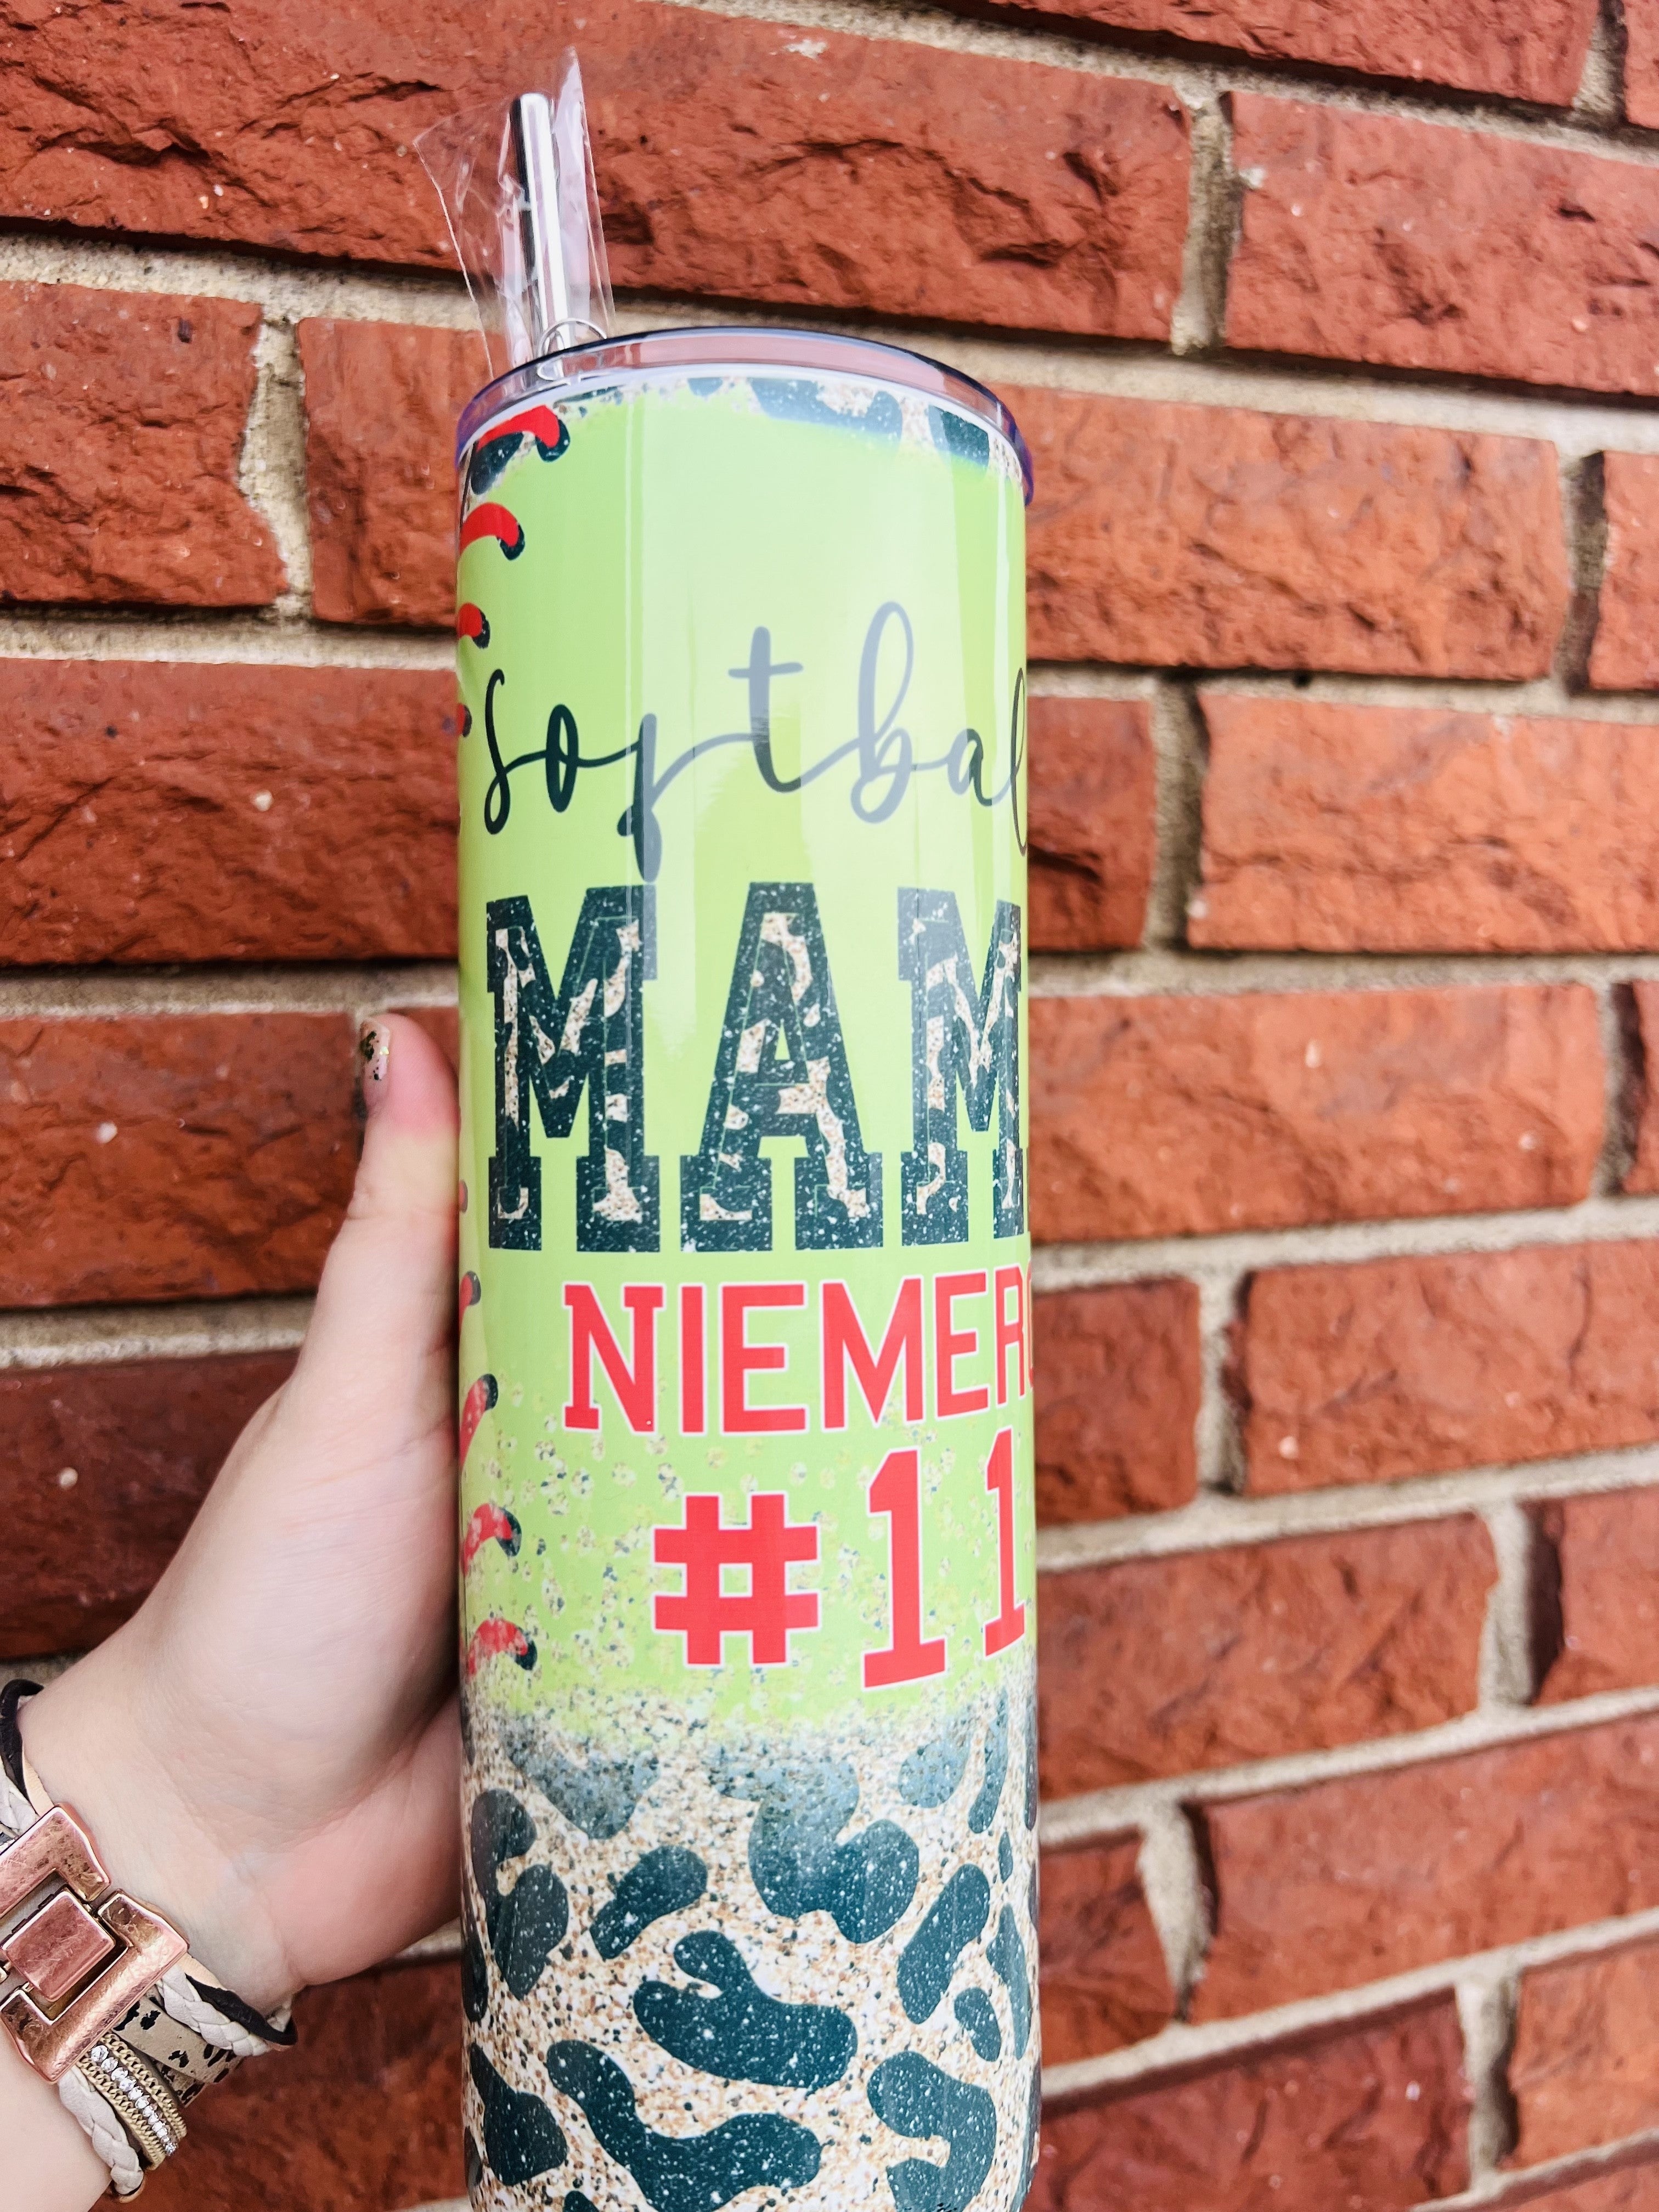 softbal
MAM
NIEMER
#11